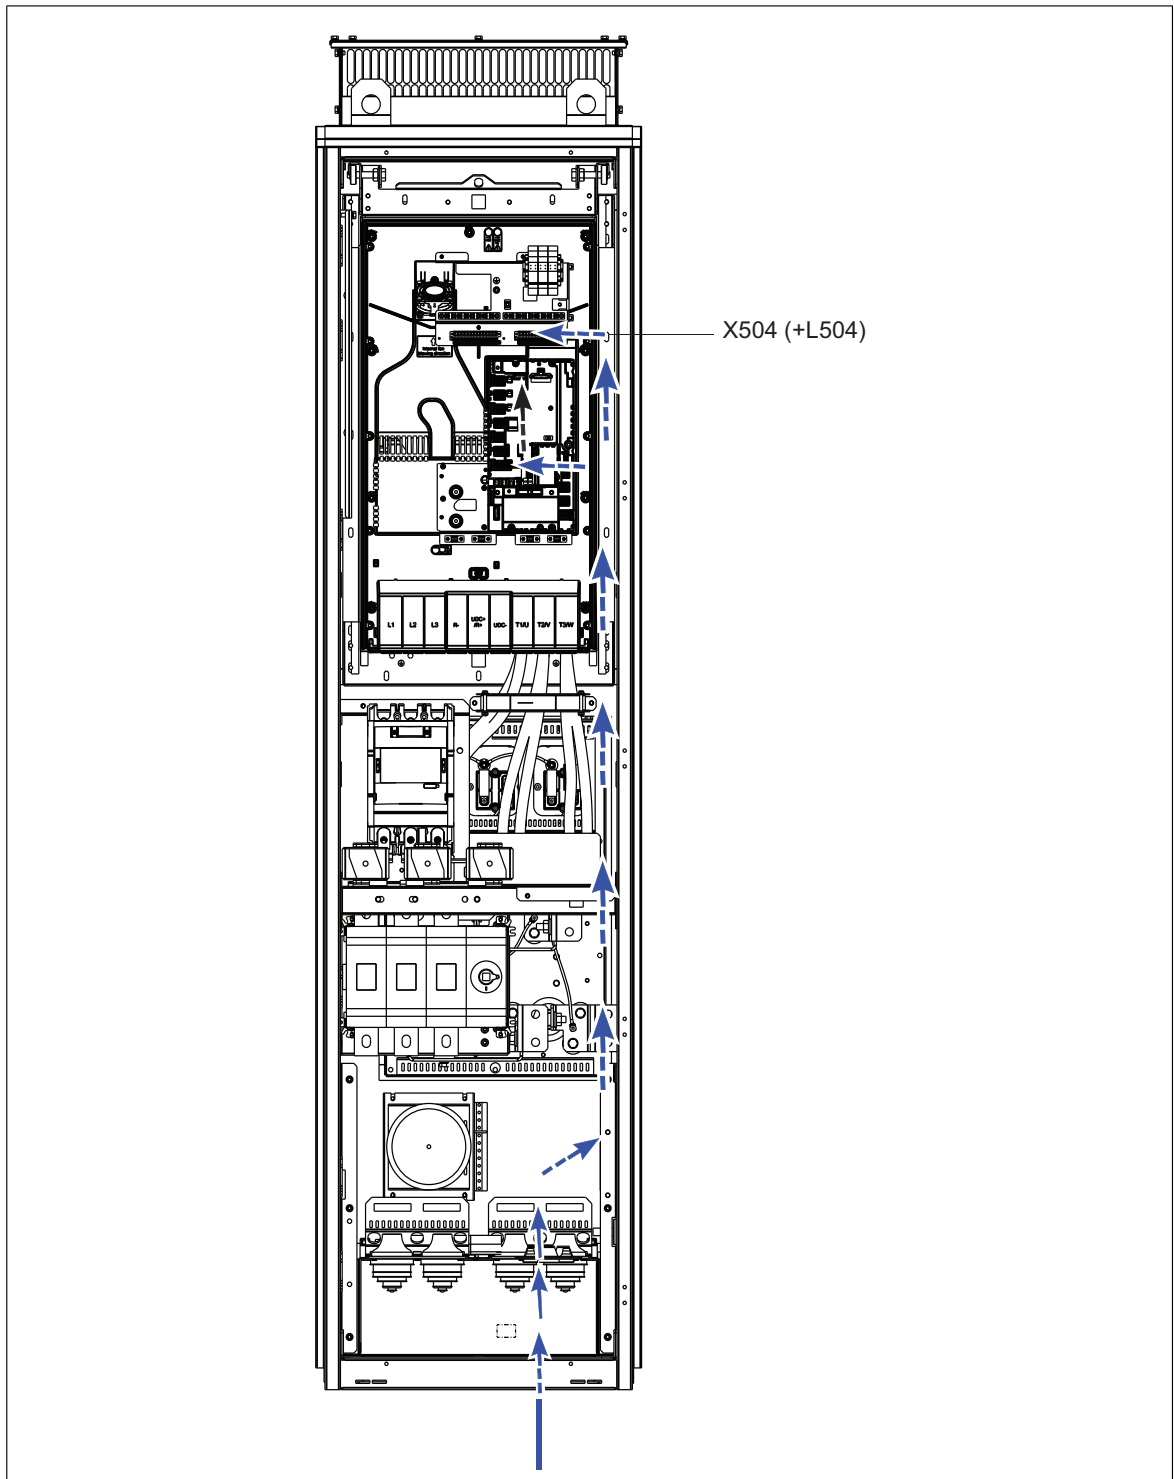 X504 (+L504)
L1 L2 L3 R- UDC+ /R+ UDC- T1/U T2/V T3/W